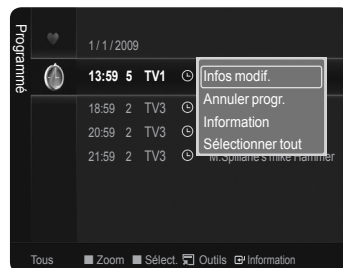 Programmé
1 / 1 / 2009
13:59 5 TV1
Infos modif.
Annuler progr.
Information
Sélectionner tout
18:59 2 TV3
20:59 2 TV3
21:59 2 TV3 M.Spillane's mike Hammer
Tous Zoom Sélect. Outils Information